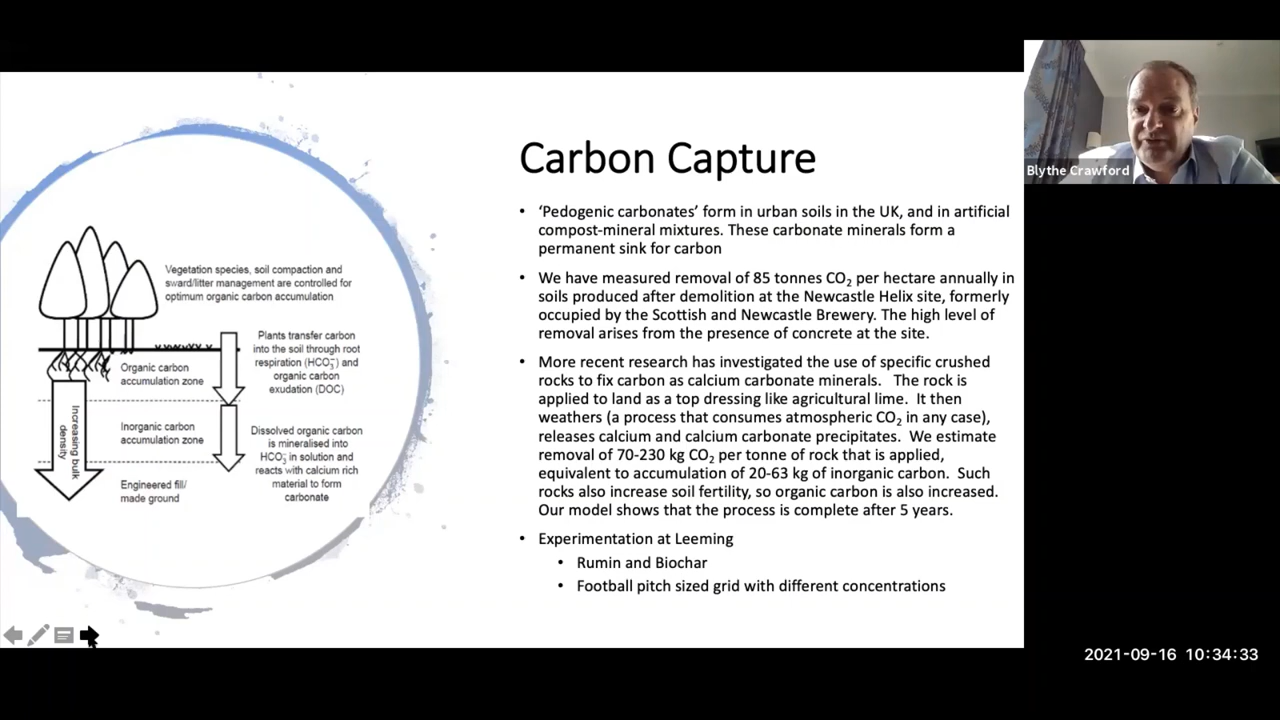 Carbon Capture
• ‘Pedogenic carbonates’ form in urban soils in the UK, and in artificial
compost-mineral mixtures. These carbonate minerals form a
permanent sink for carbon
• We have measured removal of 85 tonnes CO₂ per hectare annually in
soils produced after demolition at the Newcastle Helix site, formerly
occupied by the Scottish and Newcastle Brewery. The high level of
removal arises from the presence of concrete at the site.
• More recent research has investigated the use of specific crushed
rocks to fix carbon as calcium carbonate minerals. The rock is
applied to land as a top dressing like agricultural lime. It then
weathers (a process that consumes atmospheric CO₂ in any case),
releases calcium and calcium carbonate precipitates. We estimate
removal of 70-230 kg CO₂ per tonne of rock that is applied,
equivalent to accumulation of 20-63 kg of inorganic carbon. Such
rocks also increase soil fertility, so organic carbon is also increased.
Our model shows that the process is complete after 5 years.
• Experimentation at Leeming
• Rumin and Biochar
• Football pitch sized grid with different concentrations
Vegetation species, soil compaction and
sward/litter management are controlled for
optimum organic carbon accumulation
Plants transfer carbon
into the soil through root
respiration (HCO₃⁻) and
organic carbon
exudation (DOC)
Organic carbon
accumulation zone
Increasing bulk
density
Inorganic carbon
accumulation zone
Dissolved organic carbon
is mineralised into
HCO₃⁻ in solution and
reacts with calcium rich
material to form
carbonate
Engineered fill/
made ground
Blythe Crawford
2021-09-16 10:34:33